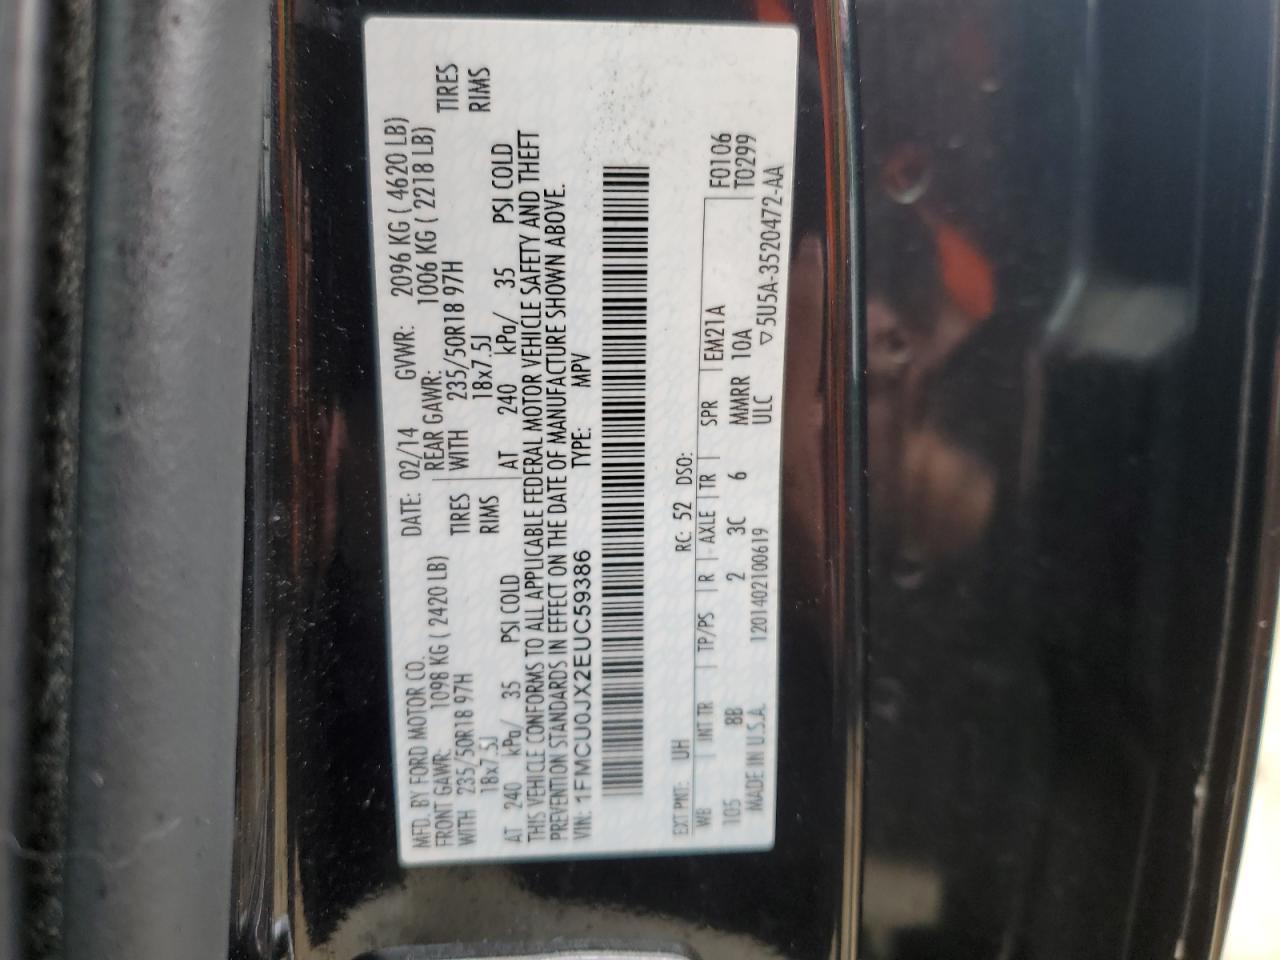 MFD. BY FORD MOTOR CO. DATE: 02/14 GVWR: 2096 KG ( 4620 LB)
FRONT GAWR: 1098 KG ( 2420 LB) REAR GAWR: 1006 KG ( 2218 LB)
WITH 235/50R18 97H TIRES WITH 235/50R18 97H TIRES
18x7.5J RIMS 18x7.5J RIMS
AT 240 kPa/ 35 PSI COLD AT 240 kPa/ 35 PSI COLD
THIS VEHICLE CONFORMS TO ALL APPLICABLE FEDERAL MOTOR VEHICLE SAFETY AND THEFT
PREVENTION STANDARDS IN EFFECT ON THE DATE OF MANUFACTURE SHOWN ABOVE.
VIN: 1FMCU0JX2EUC59386 TYPE: MPV
EXT PNT: UH RC: 52 DSO:
WB INT TR TP/PS R AXLE TR SPR EM21A F0106
105 8B 2 3C 6 MMRR 10A T0299
MADE IN U.S.A. 1201402100619 ULC ▽5U5A-3520472-AA